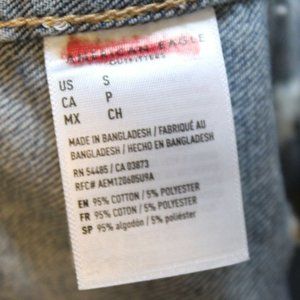 AMERICAN EAGLE
OUTFITTERS
US S
CA P
MX CH
MADE IN BANGLADESH / FABRIQUÉ AU
BANGLADESH / HECHO EN BANGLADESH
RN 54485 / CA 03873
RFC# AEM120605U9A
EN 95% COTTON / 5% POLYESTER
FR 95% COTON / 5% POLYESTER
SP 95% algodón / 5% poliéster